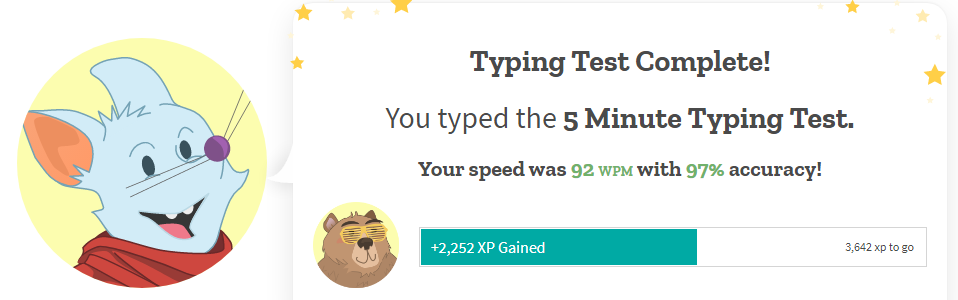 Typing Test Complete!
You typed the 5 Minute Typing Test.
Your speed was 92 WPM with 97% accuracy!
+2,252 XP Gained
3,642 xp to go